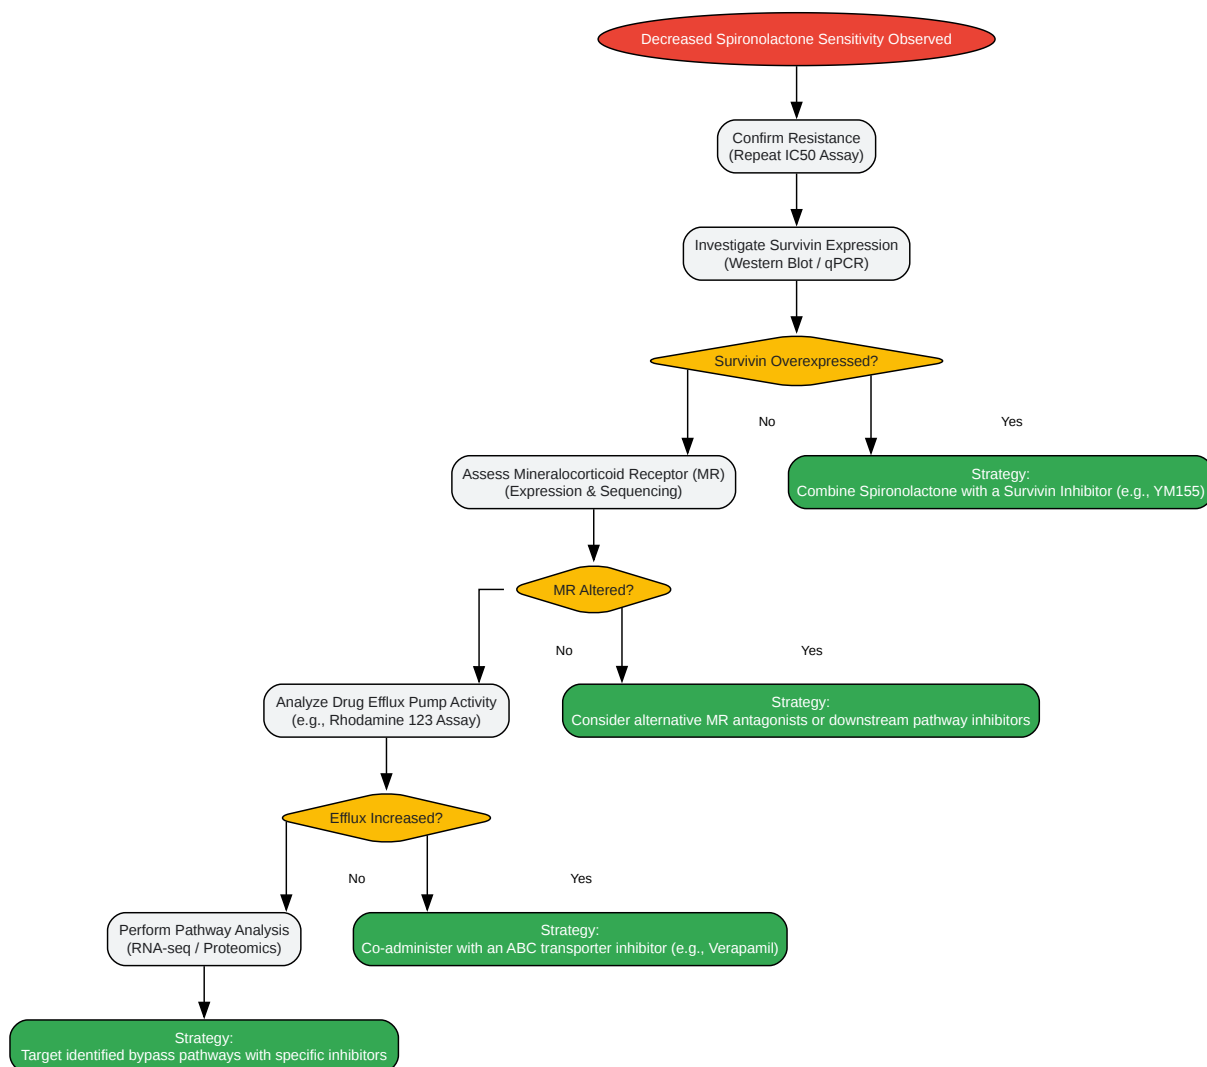 Decreased Spironolactone Sensitivity Observed
Confirm Resistance
(Repeat IC50 Assay)
Investigate Survivin Expression
(Western Blot / qPCR)
Survivin Overexpressed?
No
Yes
Assess Mineralocorticoid Receptor (MR)
(Expression & Sequencing)
Strategy:
Combine Spironolactone with a Survivin Inhibitor (e.g., YM155)
MR Altered?
No
Yes
Analyze Drug Efflux Pump Activity
(e.g., Rhodamine 123 Assay)
Strategy:
Consider alternative MR antagonists or downstream pathway inhibitors
Efflux Increased?
No
Yes
Perform Pathway Analysis
(RNA-seq / Proteomics)
Strategy:
Co-administer with an ABC transporter inhibitor (e.g., Verapamil)
Strategy:
Target identified bypass pathways with specific inhibitors